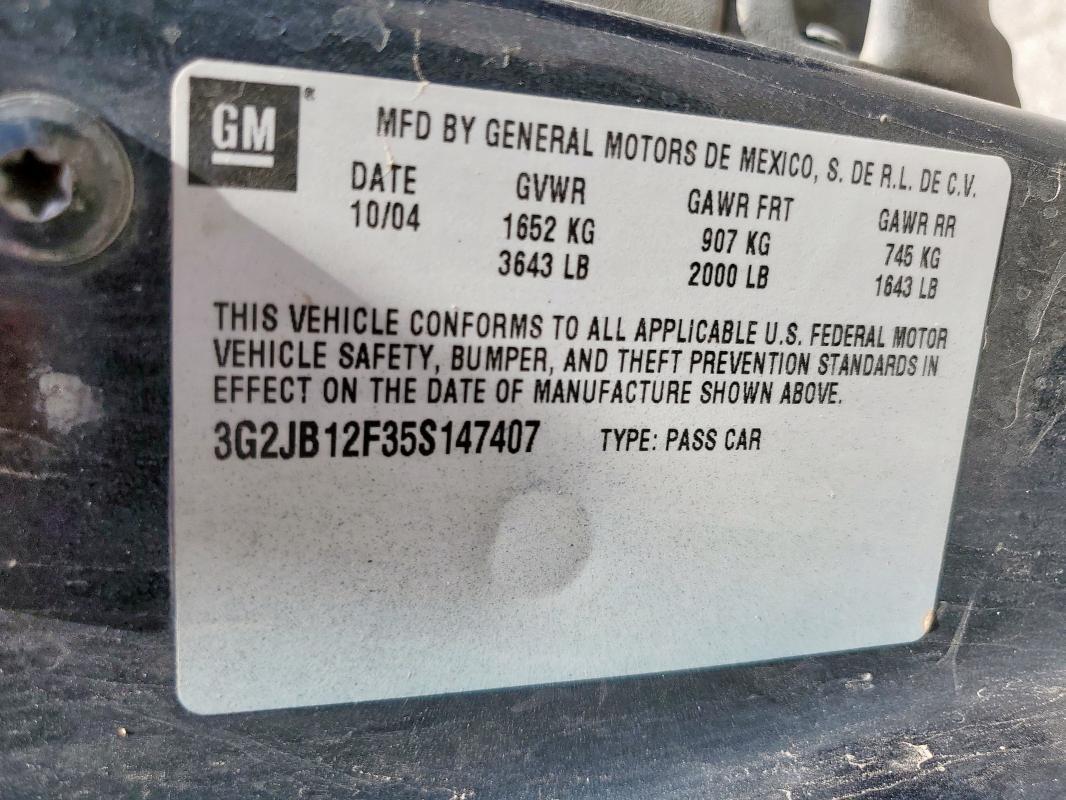 GM®
MFD BY GENERAL MOTORS DE MEXICO, S. DE R.L. DE C.V.
DATE GVWR GAWR FRT GAWR RR
10/04 1652 KG 907 KG 745 KG
3643 LB 2000 LB 1643 LB
THIS VEHICLE CONFORMS TO ALL APPLICABLE U.S. FEDERAL MOTOR
VEHICLE SAFETY, BUMPER, AND THEFT PREVENTION STANDARDS IN
EFFECT ON THE DATE OF MANUFACTURE SHOWN ABOVE.
3G2JB12F35S147407 TYPE: PASS CAR